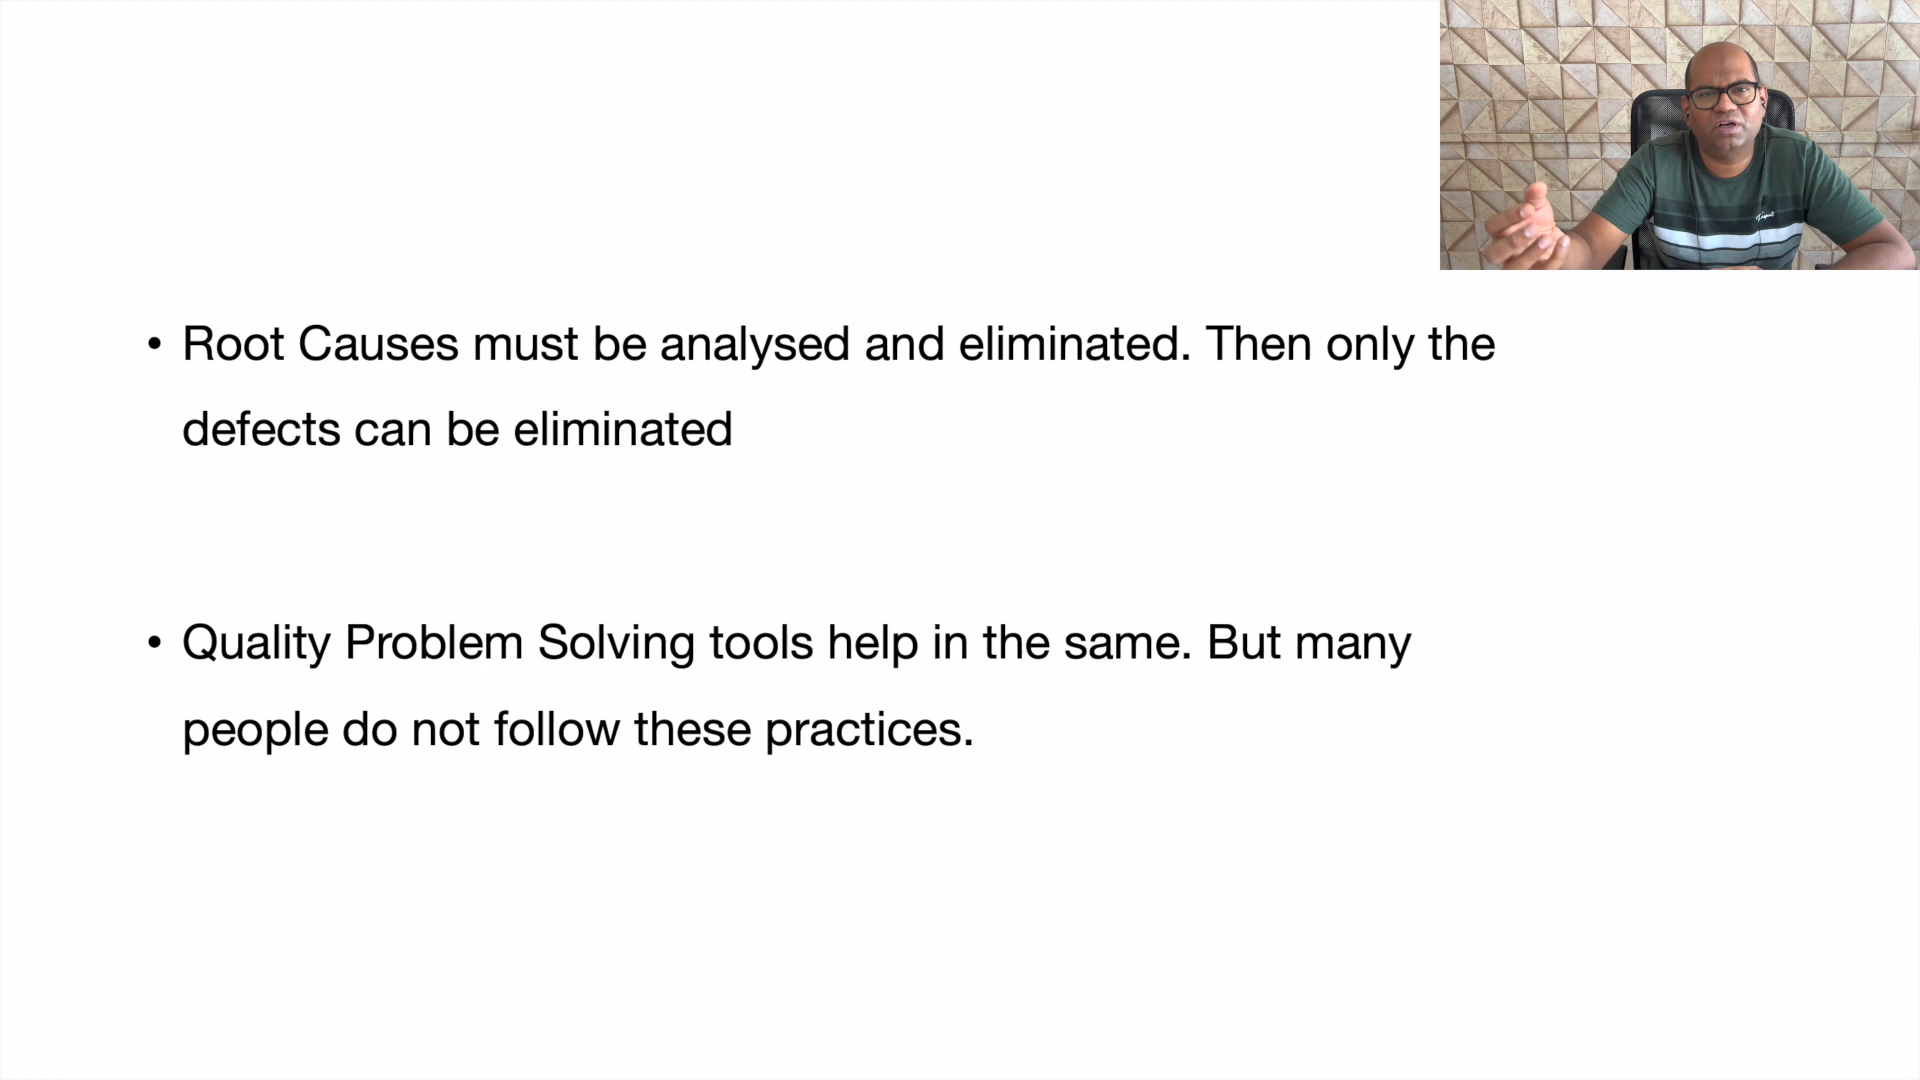 • Root Causes must be analysed and eliminated. Then only the
defects can be eliminated
• Quality Problem Solving tools help in the same. But many
people do not follow these practices.